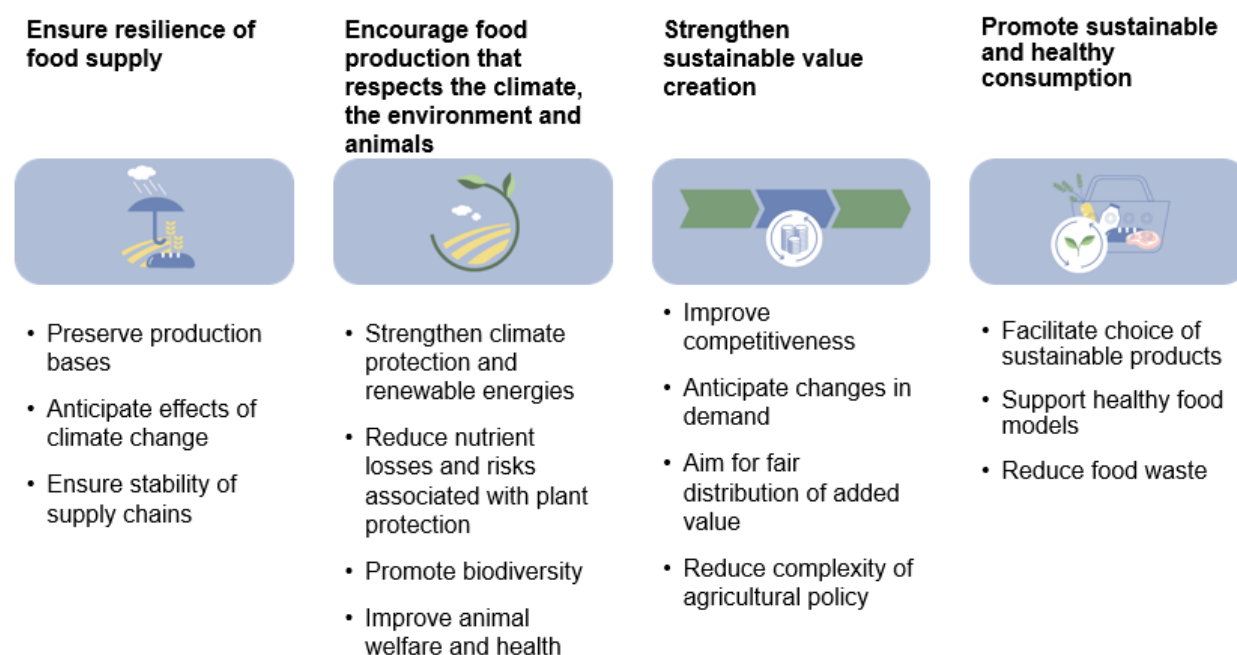 Ensure resilience of
food supply
Encourage food
production that
respects the climate,
the environment and
animals
Strengthen
sustainable value
creation
Promote sustainable
and healthy
consumption
• Preserve production
bases
• Anticipate effects of
climate change
• Ensure stability of
supply chains
• Strengthen climate
protection and
renewable energies
• Reduce nutrient
losses and risks
associated with plant
protection
• Promote biodiversity
• Improve animal
welfare and health
• Improve
competitiveness
• Anticipate changes in
demand
• Aim for fair
distribution of added
value
• Reduce complexity of
agricultural policy
• Facilitate choice of
sustainable products
• Support healthy food
models
• Reduce food waste